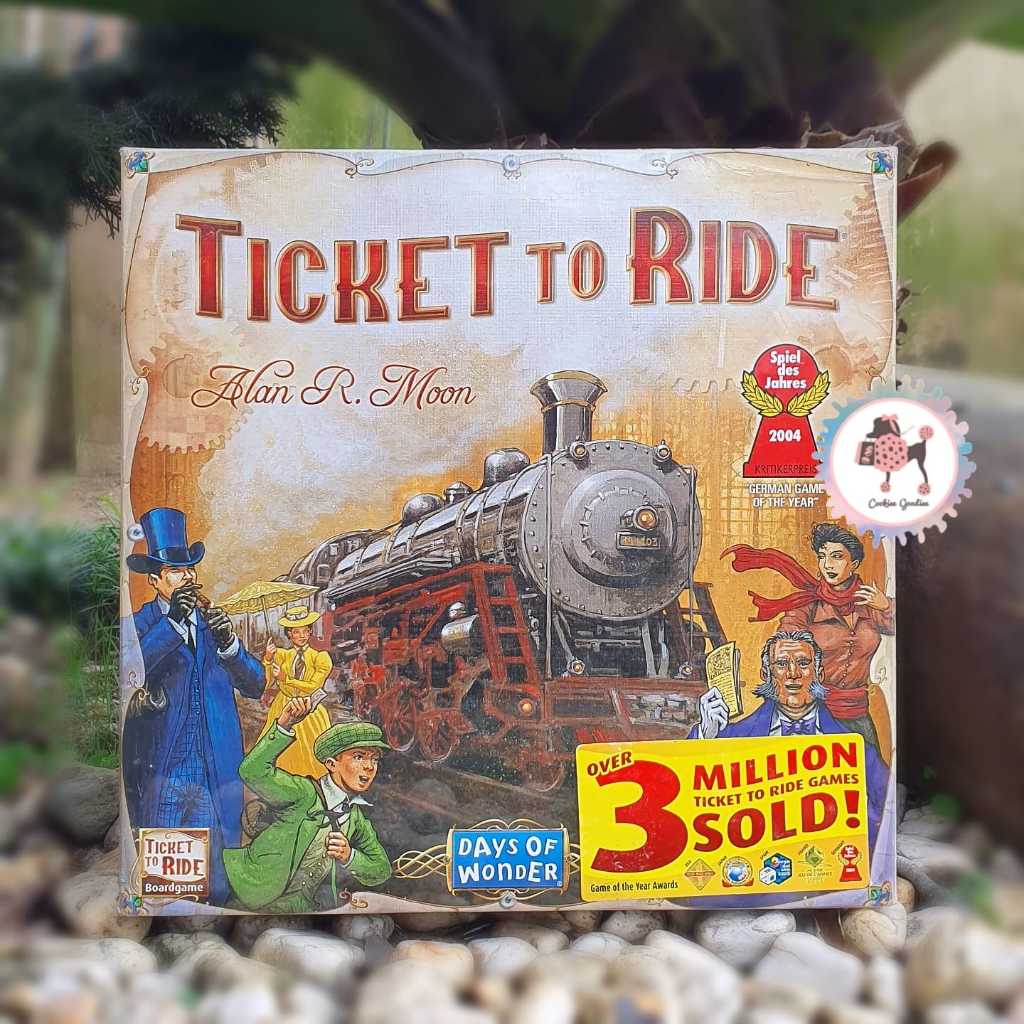 TICKET TO RIDE
Alan R. Moon
Spiel
des
Jahres
2004
KRITIKERPREIS
"GERMAN GAME
OF THE YEAR"
Cookies Goodies
OVER
3 MILLION
TICKET TO RIDE GAMES
SOLD!
Game of the Year Awards
DAYS OF
WONDER
TICKET
TO RIDE
Boardgame